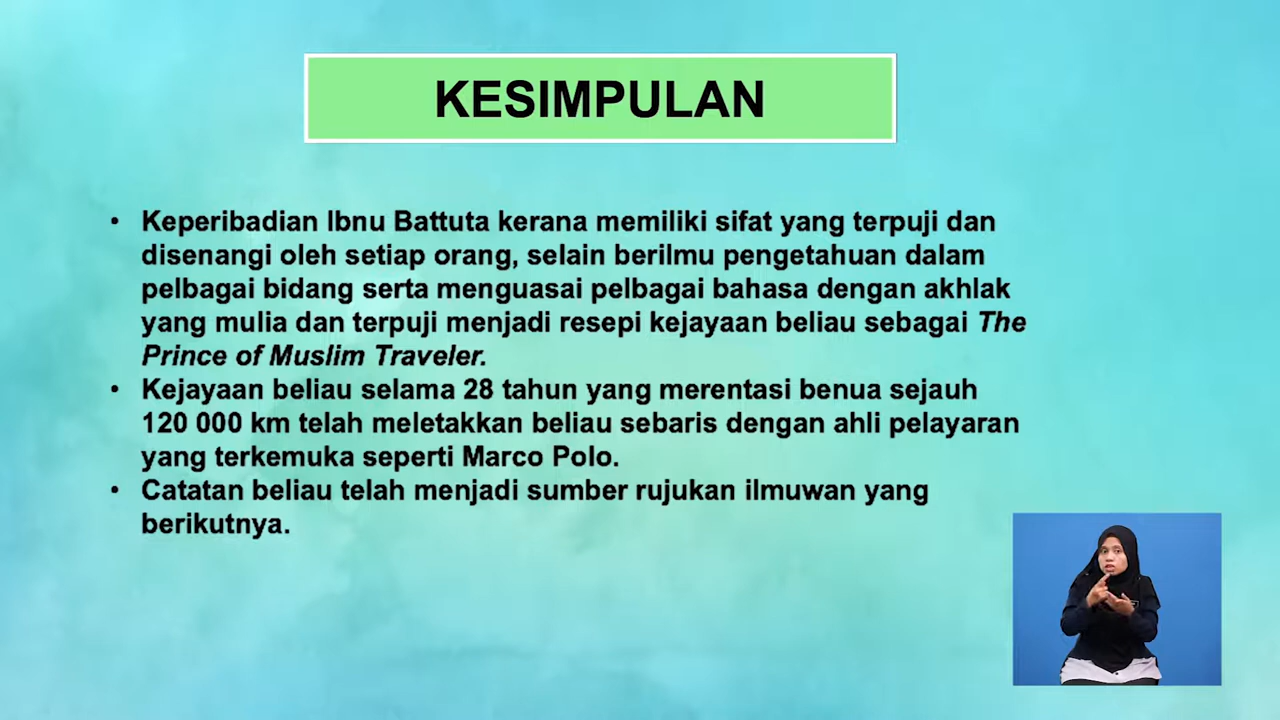 KESIMPULAN
• Keperibadian Ibnu Battuta kerana memiliki sifat yang terpuji dan
disenangi oleh setiap orang, selain berilmu pengetahuan dalam
pelbagai bidang serta menguasai pelbagai bahasa dengan akhlak
yang mulia dan terpuji menjadi resepi kejayaan beliau sebagai The
Prince of Muslim Traveler.
• Kejayaan beliau selama 28 tahun yang merentasi benua sejauh
120 000 km telah meletakkan beliau sebaris dengan ahli pelayaran
yang terkemuka seperti Marco Polo.
• Catatan beliau telah menjadi sumber rujukan ilmuwan yang
berikutnya.